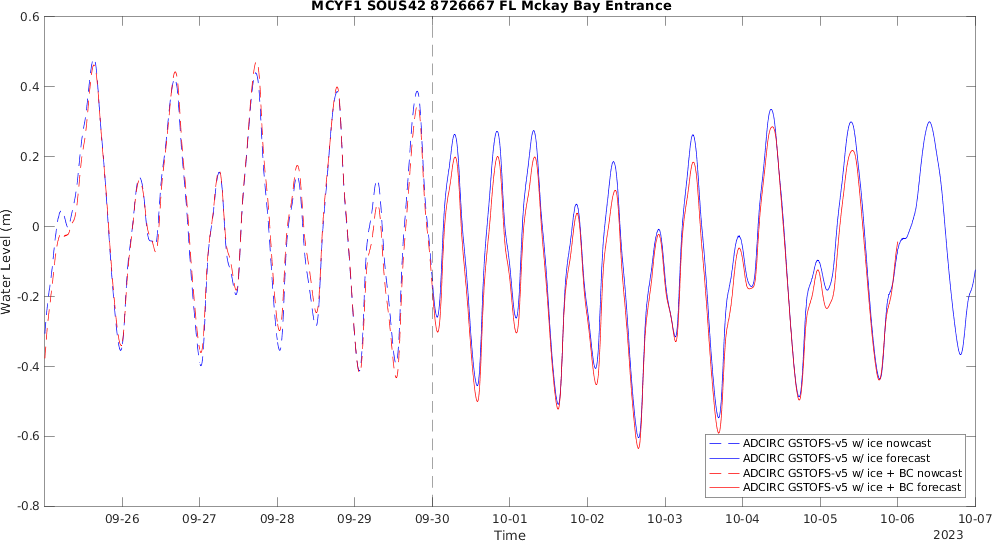 MCYF1 SOUS42 8726667 FL Mckay Bay Entrance
0.6
0.4
0.2
0
-0.2
-0.4
-0.6
-0.8
Water Level (m)
ADCIRC GSTOFS-v5 w/ ice nowcast
ADCIRC GSTOFS-v5 w/ ice forecast
ADCIRC GSTOFS-v5 w/ ice + BC nowcast
ADCIRC GSTOFS-v5 w/ ice + BC forecast
09-26 09-27 09-28 09-29 09-30 10-01 10-02 10-03 10-04 10-05 10-06 10-07
Time
2023